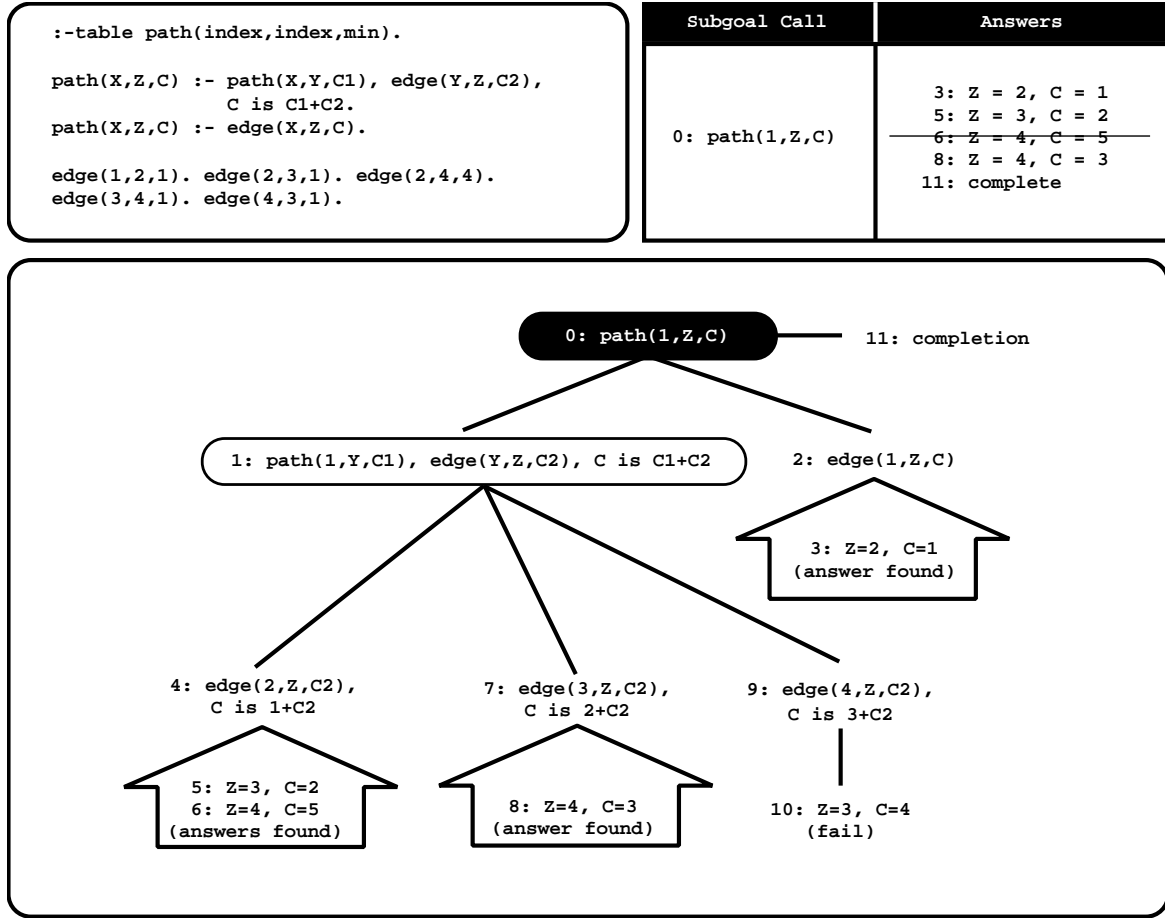 :-table path(index,index,min).
path(X,Z,C) :- path(X,Y,C1), edge(Y,Z,C2),
C is C1+C2.
path(X,Z,C) :- edge(X,Z,C).
edge(1,2,1). edge(2,3,1). edge(2,4,4).
edge(3,4,1). edge(4,3,1).
Subgoal Call
Answers
0: path(1,Z,C)
3: Z = 2, C = 1
5: Z = 3, C = 2
6: Z = 4, C = 5
8: Z = 4, C = 3
11: complete
0: path(1,Z,C)
11: completion
1: path(1,Y,C1), edge(Y,Z,C2), C is C1+C2
2: edge(1,Z,C)
3: Z=2, C=1
(answer found)
4: edge(2,Z,C2),
C is 1+C2
7: edge(3,Z,C2),
C is 2+C2
9: edge(4,Z,C2),
C is 3+C2
5: Z=3, C=2
6: Z=4, C=5
(answers found)
8: Z=4, C=3
(answer found)
10: Z=3, C=4
(fail)